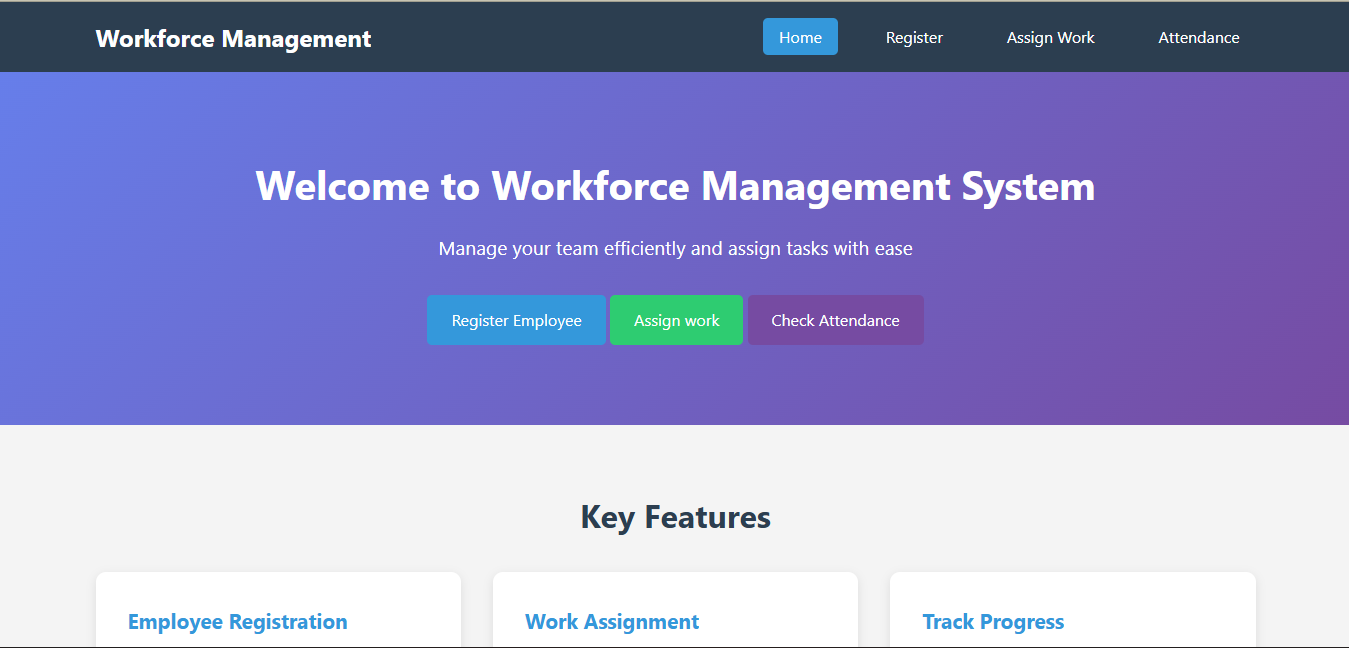 Workforce Management Home Register Assign Work Attendance
Welcome to Workforce Management System
Manage your team efficiently and assign tasks with ease
Register Employee Assign work Check Attendance
Key Features
Employee Registration Work Assignment Track Progress